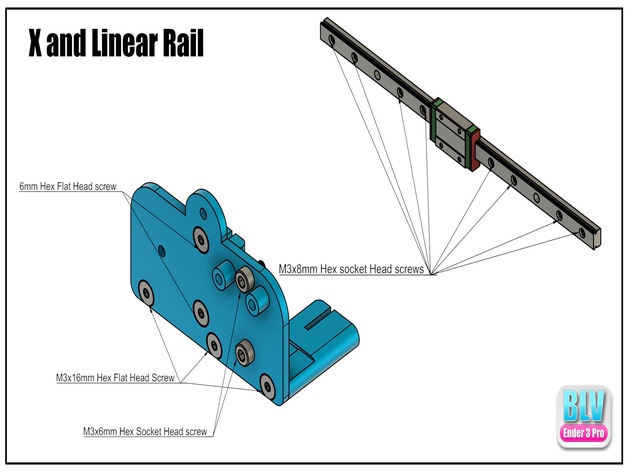 X and Linear Rail
6mm Hex Flat Head screw
M3x8mm Hex socket Head screws
M3x16mm Hex Flat Head Screw
M3x6mm Hex Socket Head screw
BLV
Ender 3 Pro